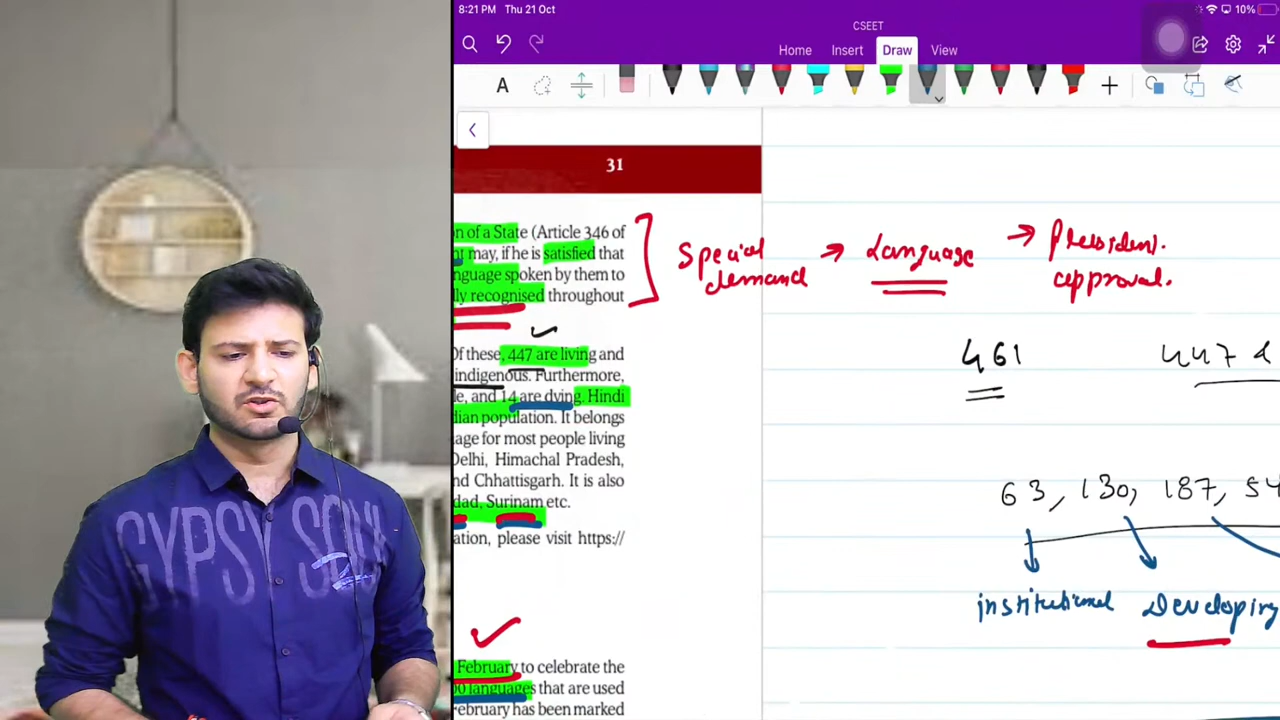 8:21 PM Thu 21 Oct
10%
CSEET
Home Insert Draw View
A
31
n of a State (Article 346 of
nt may, if he is satisfied that
nguage spoken by them to
lly recognised throughout
Special demand → Language → President. approval.
Of these, 447 are living and
indigenous. Furthermore,
le, and 14 are dying. Hindi
dian population. It belongs
age for most people living
Delhi, Himachal Pradesh,
nd Chhattisgarh. It is also
dad, Surinam etc.
ation, please visit https://
461 447 &
63, 130, 187, 54
institutional Developing
February to celebrate the
00 languages that are used
February has been marked
GYPSY SOUL